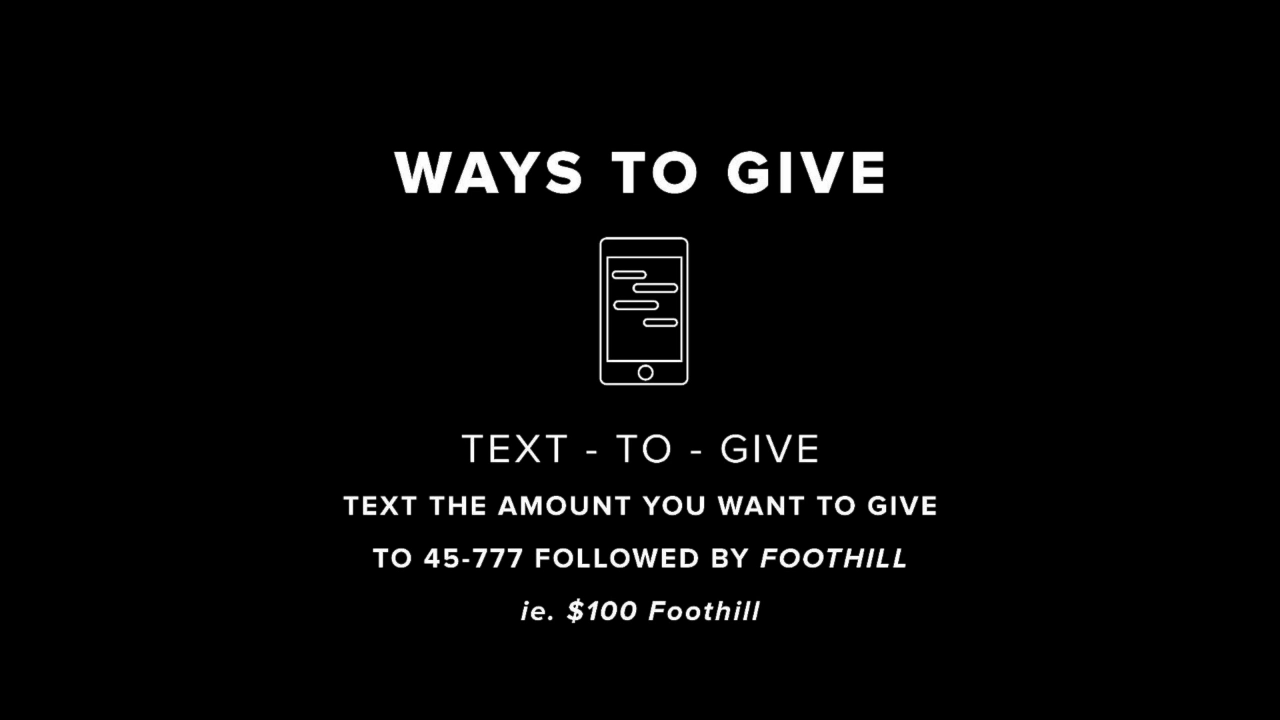 WAYS TO GIVE
TEXT - TO - GIVE
TEXT THE AMOUNT YOU WANT TO GIVE
TO 45-777 FOLLOWED BY FOOTHILL
ie. $100 Foothill